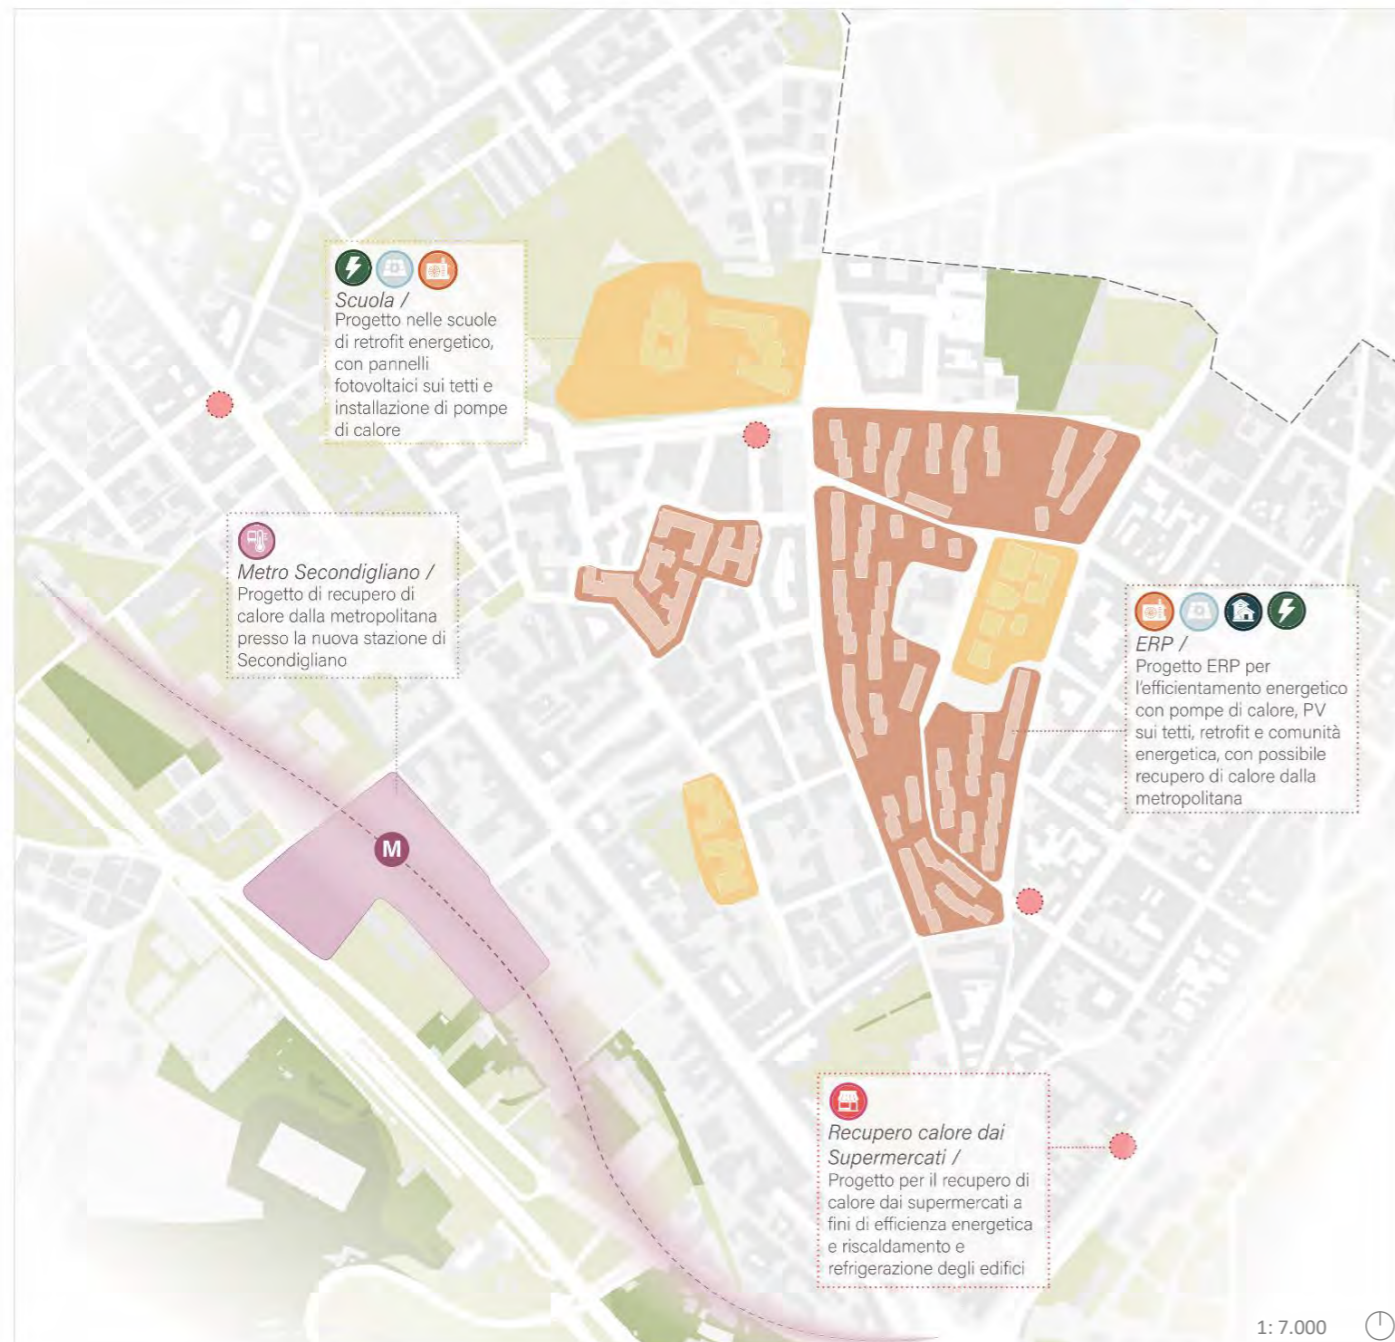 Scuola /
Progetto nelle scuole
di retrofit energetico,
con pannelli
fotovoltaici sui tetti e
installazione di pompe
di calore
Metro Secondigliano /
Progetto di recupero di
calore dalla metropolitana
presso la nuova stazione di
Secondigliano
ERP /
Progetto ERP per
l'efficientamento energetico
con pompe di calore, PV
sui tetti, retrofit e comunità
energetica, con possibile
recupero di calore dalla
metropolitana
M
Recupero calore dai
Supermercati /
Progetto per il recupero di
calore dai supermercati a
fini di efficienza energetica
e riscaldamento e
refrigerazione degli edifici
1: 7.000